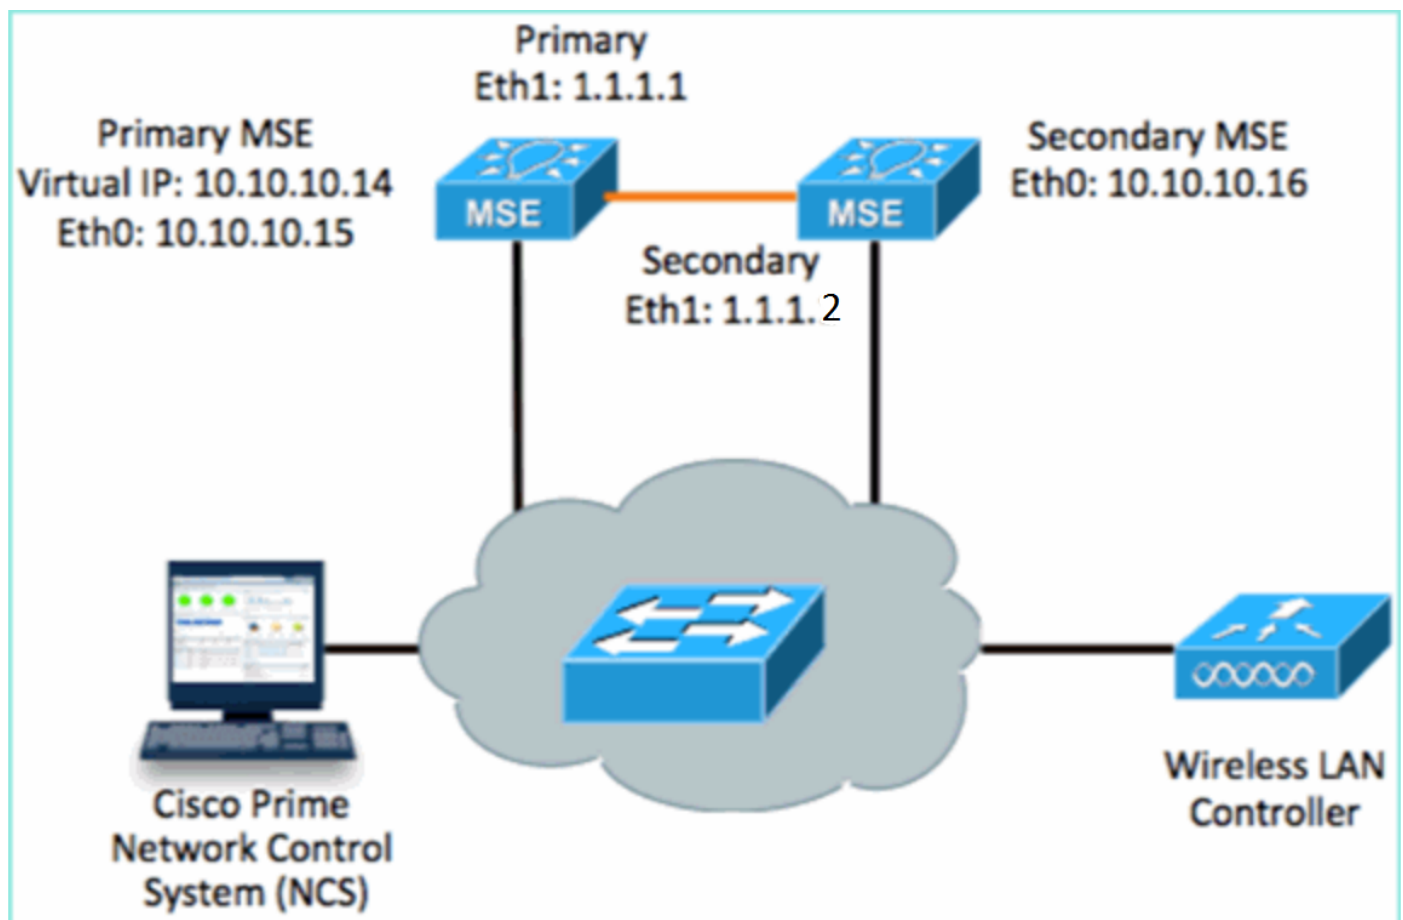 Primary
Eth1: 1.1.1.1
Primary MSE
Virtual IP: 10.10.10.14
Eth0: 10.10.10.15
Secondary MSE
Eth0: 10.10.10.16
MSE
MSE
Secondary
Eth1: 1.1.1.2
Cisco Prime
Network Control
System (NCS)
Wireless LAN
Controller